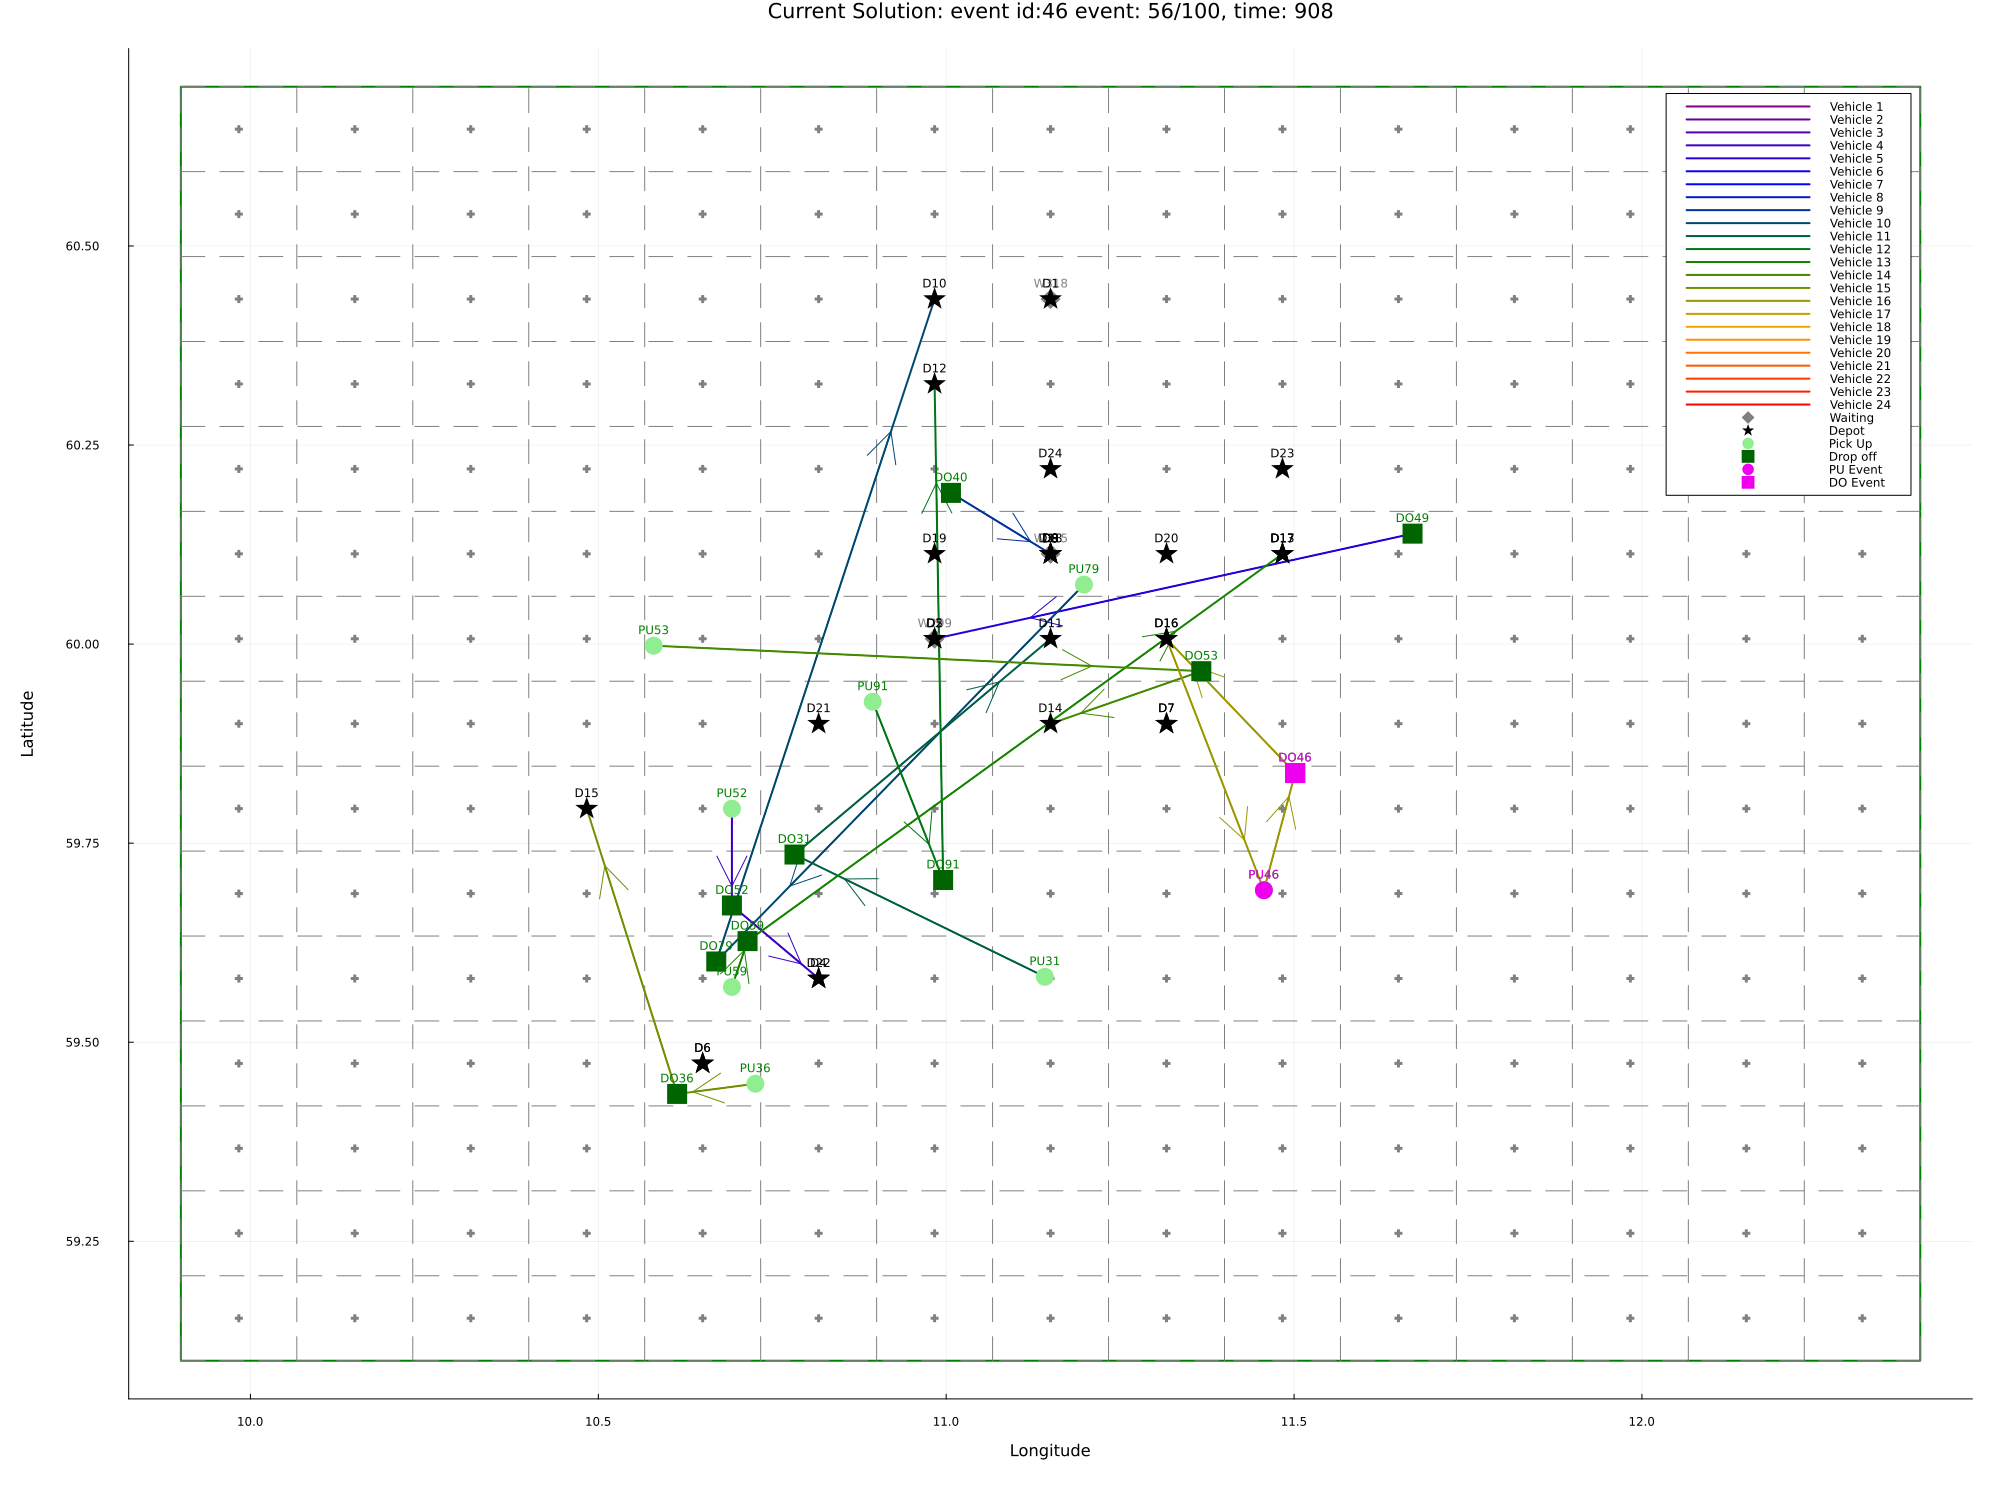 Current Solution: event id:46 event: 56/100, time: 908
Vehicle 1
Vehicle 2
Vehicle 3
Vehicle 4
Vehicle 5
Vehicle 6
Vehicle 7
Vehicle 8
Vehicle 9
Vehicle 10
Vehicle 11
Vehicle 12
Vehicle 13
Vehicle 14
Vehicle 15
Vehicle 16
Vehicle 17
Vehicle 18
Vehicle 19
Vehicle 20
Vehicle 21
Vehicle 22
Vehicle 23
Vehicle 24
Waiting
Depot
Pick Up
Drop off
PU Event
DO Event
60.50
60.25
60.00
59.75
59.50
59.25
Latitude
D10
D1
D12
D24
D23
DO40
DO49
D19
D20
PU79
PU53
D11
D16
DO53
PU91
D21
D14
D7
DO46
D15
PU52
DO31
DO91
PU46
DO52
DO59
DO79
PU59
D22
PU31
D6
PU36
DO36
10.0
10.5
11.0
11.5
12.0
Longitude